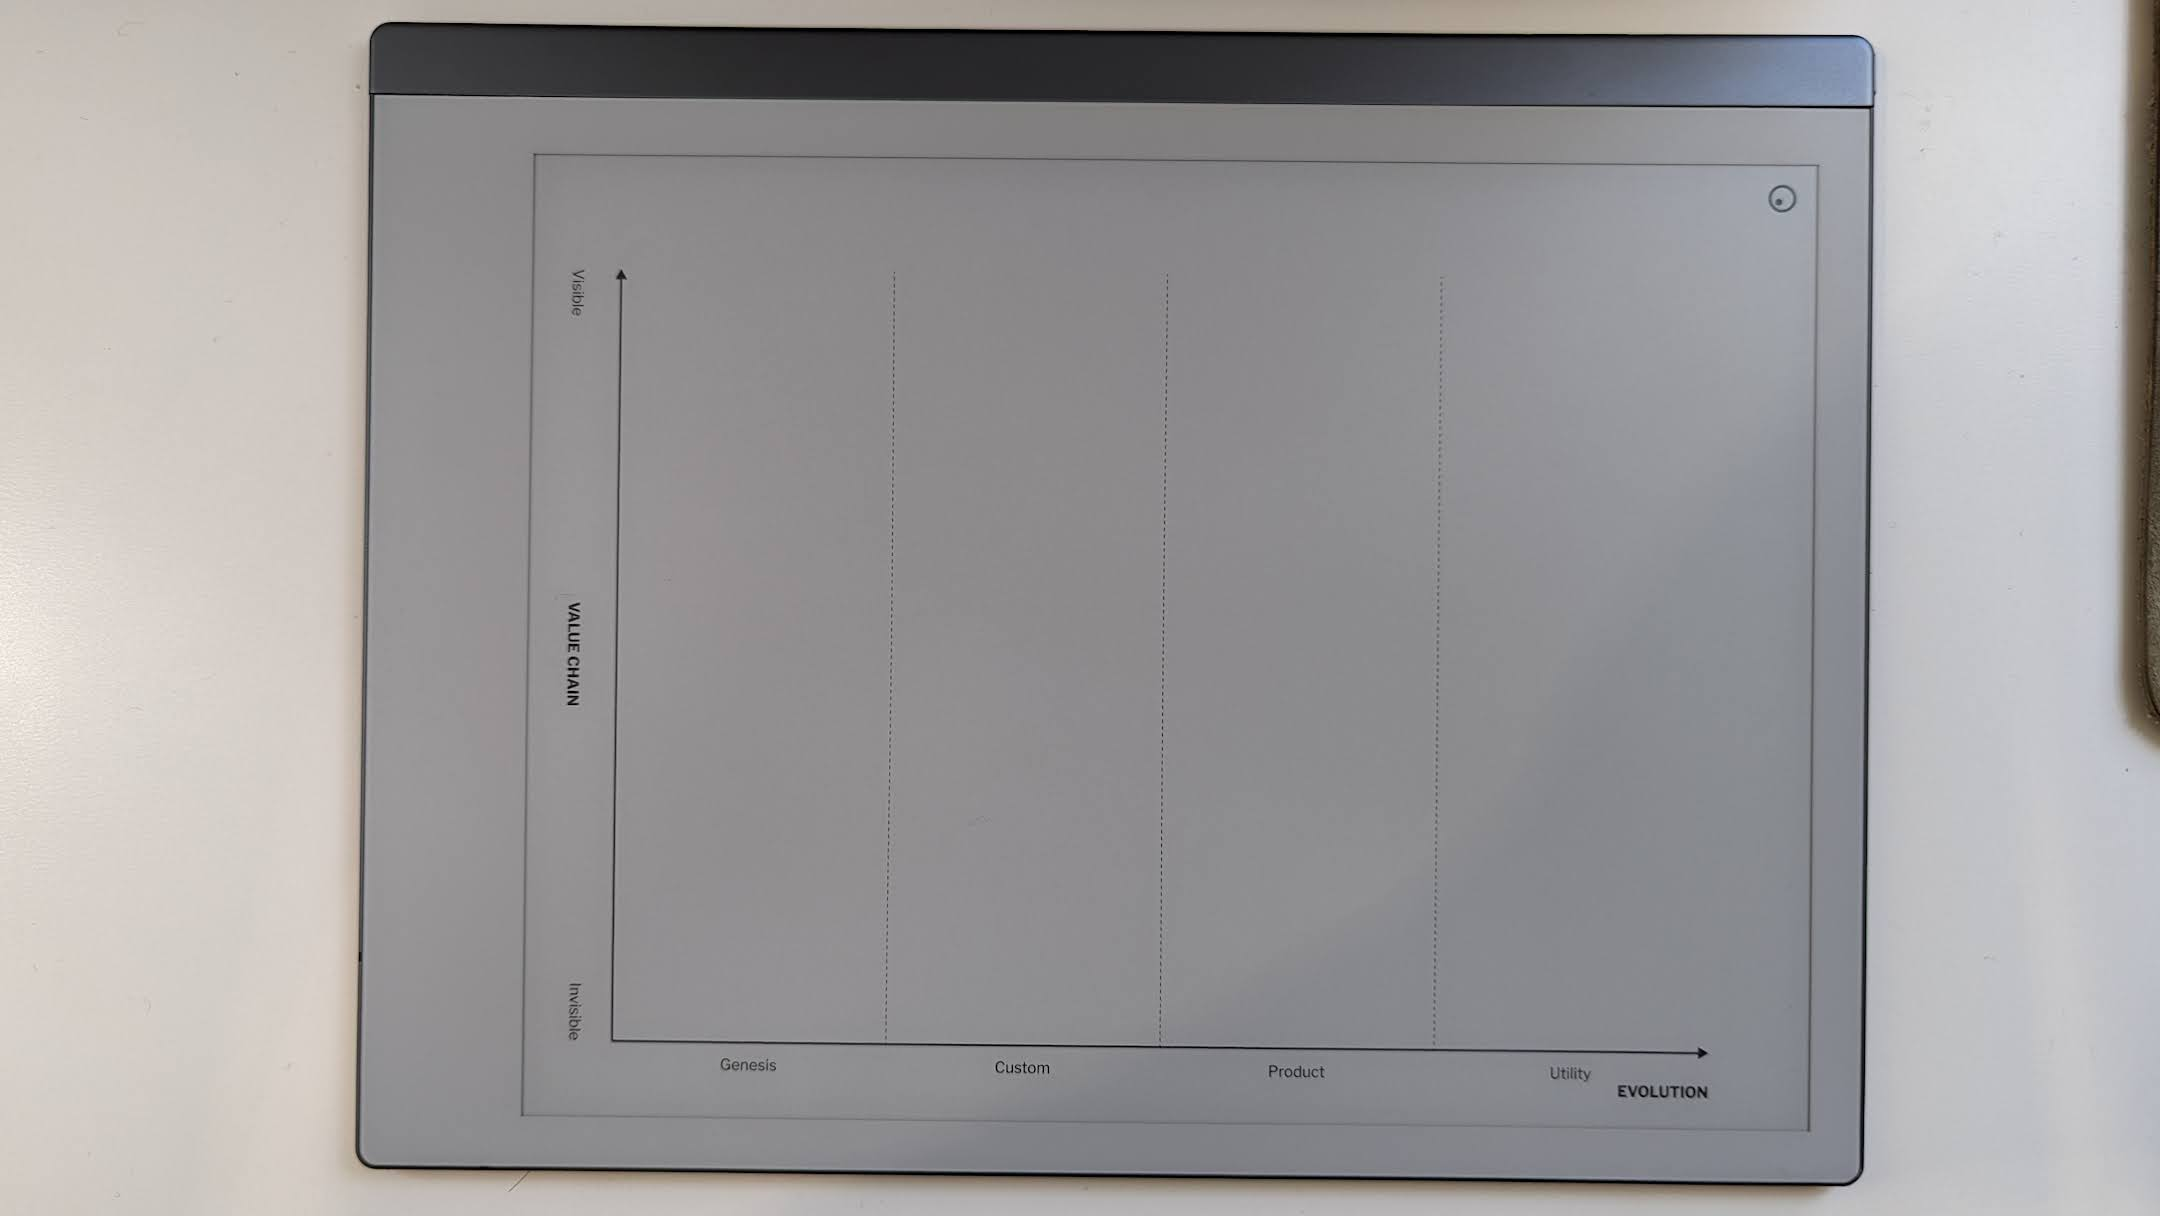 Visible
VALUE CHAIN
Invisible
Genesis
Custom
Product
Utility
EVOLUTION